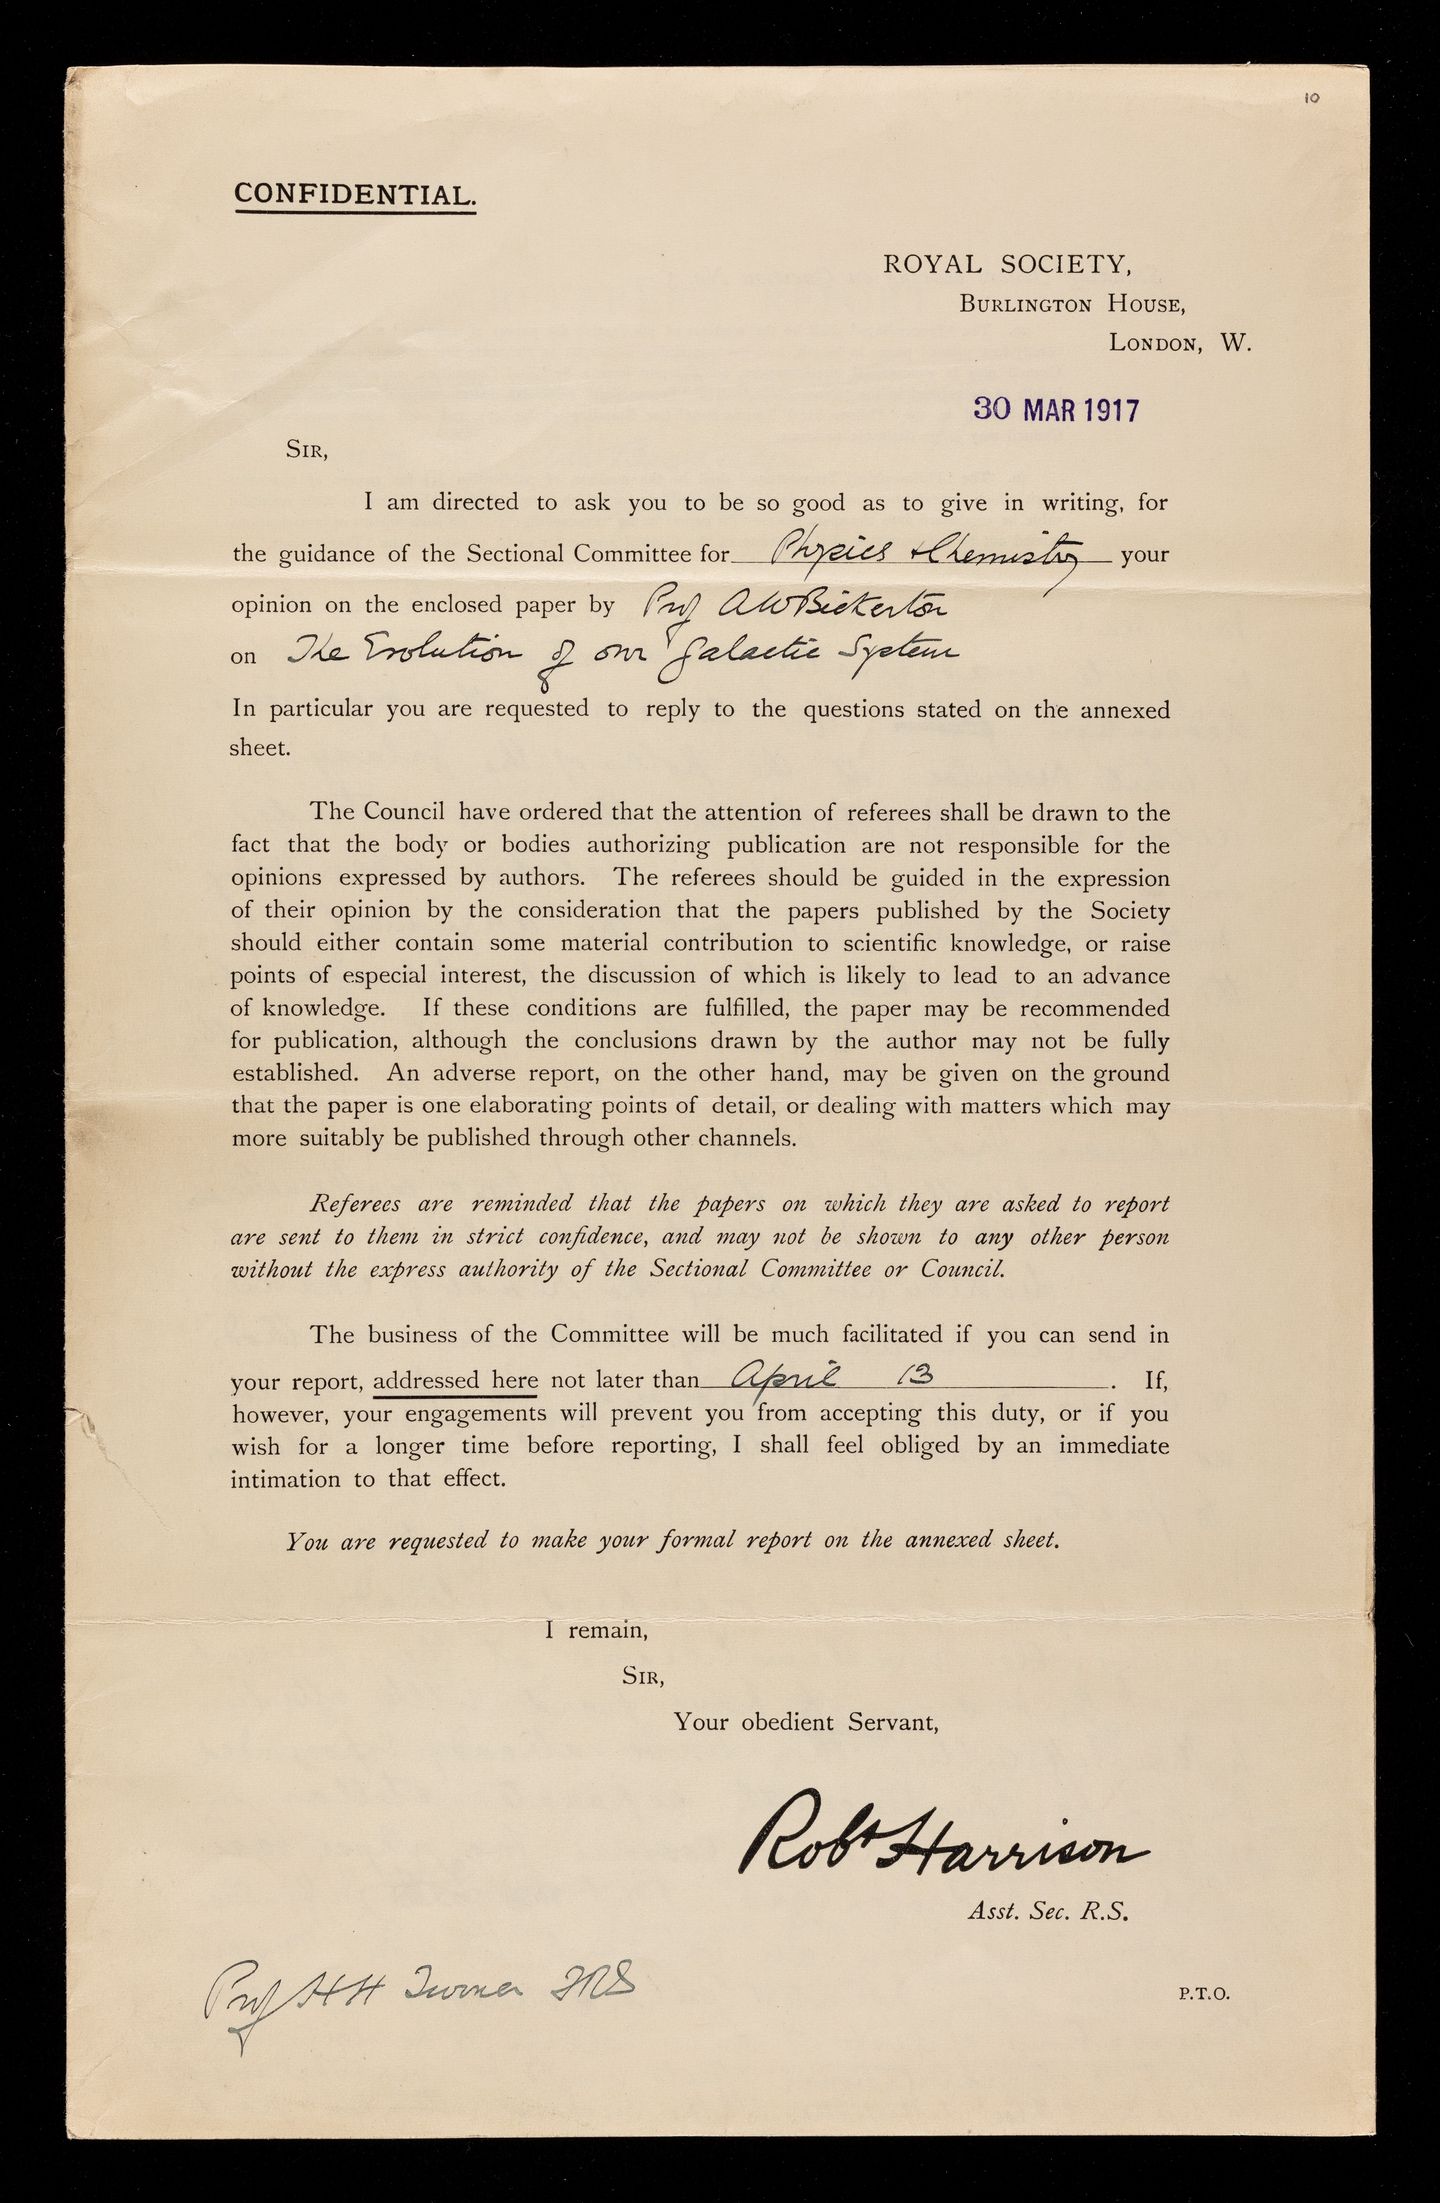 10
CONFIDENTIAL.
ROYAL SOCIETY,
BURLINGTON HOUSE,
LONDON, W.
30 MAR 1917
SIR,
I am directed to ask you to be so good as to give in writing, for
the guidance of the Sectional Committee for Physics & Chemistry your
opinion on the enclosed paper by Prof A W Bickerton
on The Evolution of our Galactic System
In particular you are requested to reply to the questions stated on the annexed
sheet.
The Council have ordered that the attention of referees shall be drawn to the
fact that the body or bodies authorizing publication are not responsible for the
opinions expressed by authors. The referees should be guided in the expression
of their opinion by the consideration that the papers published by the Society
should either contain some material contribution to scientific knowledge, or raise
points of especial interest, the discussion of which is likely to lead to an advance
of knowledge. If these conditions are fulfilled, the paper may be recommended
for publication, although the conclusions drawn by the author may not be fully
established. An adverse report, on the other hand, may be given on the ground
that the paper is one elaborating points of detail, or dealing with matters which may
more suitably be published through other channels.
Referees are reminded that the papers on which they are asked to report
are sent to them in strict confidence, and may not be shown to any other person
without the express authority of the Sectional Committee or Council.
The business of the Committee will be much facilitated if you can send in
your report, addressed here not later than April 13. If,
however, your engagements will prevent you from accepting this duty, or if you
wish for a longer time before reporting, I shall feel obliged by an immediate
intimation to that effect.
You are requested to make your formal report on the annexed sheet.
I remain,
SIR,
Your obedient Servant,
Robt Harrison
Asst. Sec. R.S.
Prof H H Turner FRS
P.T.O.